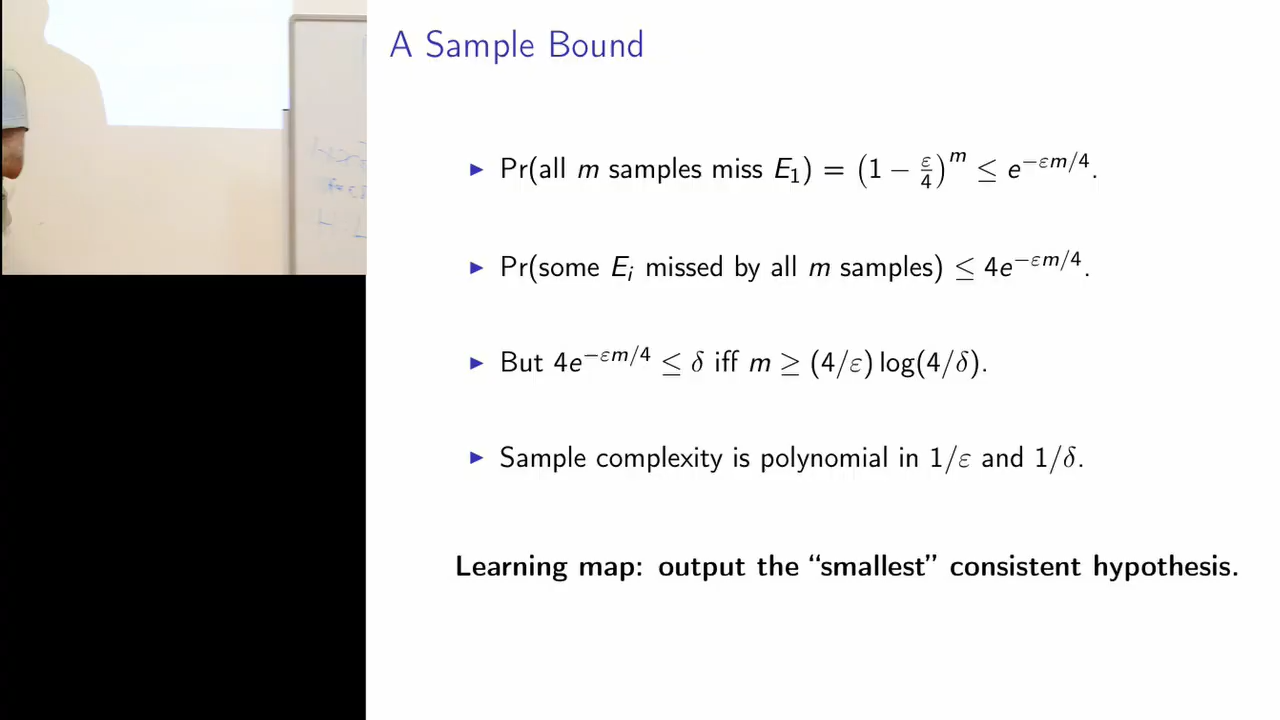 A Sample Bound
▶ Pr(all m samples miss E₁) = (1 − ε/4)^m ≤ e^{−εm/4}.
▶ Pr(some Eᵢ missed by all m samples) ≤ 4e^{−εm/4}.
▶ But 4e^{−εm/4} ≤ δ iff m ≥ (4/ε) log(4/δ).
▶ Sample complexity is polynomial in 1/ε and 1/δ.
Learning map: output the “smallest” consistent hypothesis.